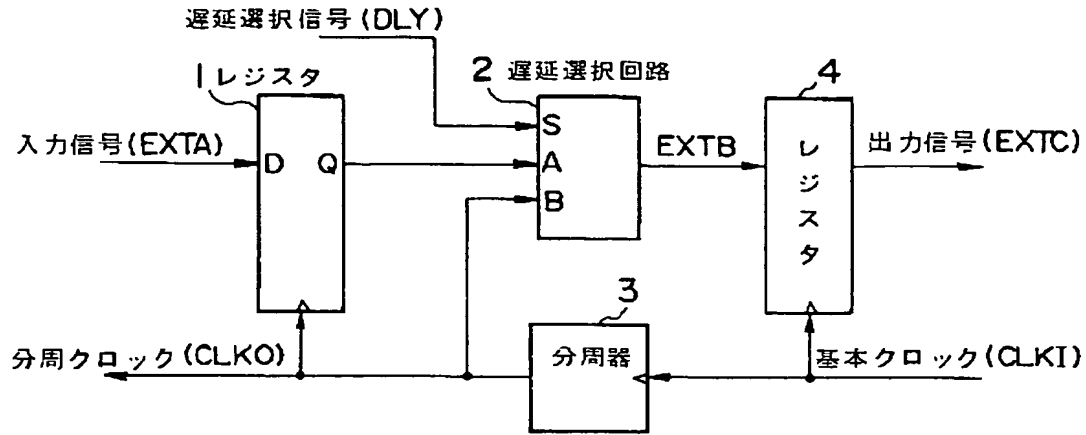 遅延選択信号(DLY)
1 レジスタ
2 遅延選択回路
4
入力信号(EXTA)
D Q
S
A
B
EXTB
レジスタ
出力信号(EXTC)
3
分周クロック(CLKO)
分周器
基本クロック(CLKI)